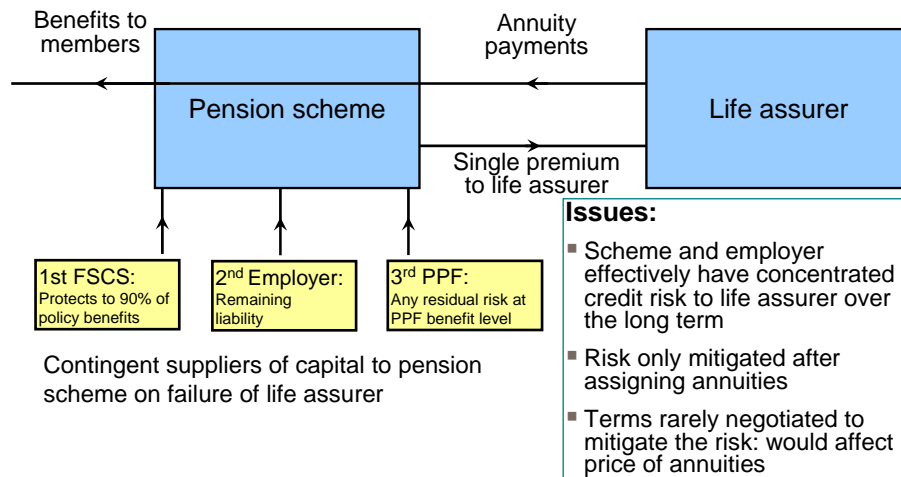 Benefits to
members
Annuity
payments
Pension scheme
Life assurer
Single premium
to life assurer
1st FSCS:
Protects to 90% of
policy benefits
2nd Employer:
Remaining
liability
3rd PPF:
Any residual risk at
PPF benefit level
Contingent suppliers of capital to pension
scheme on failure of life assurer
Issues:
▪ Scheme and employer
effectively have concentrated
credit risk to life assurer over
the long term
▪ Risk only mitigated after
assigning annuities
▪ Terms rarely negotiated to
mitigate the risk: would affect
price of annuities